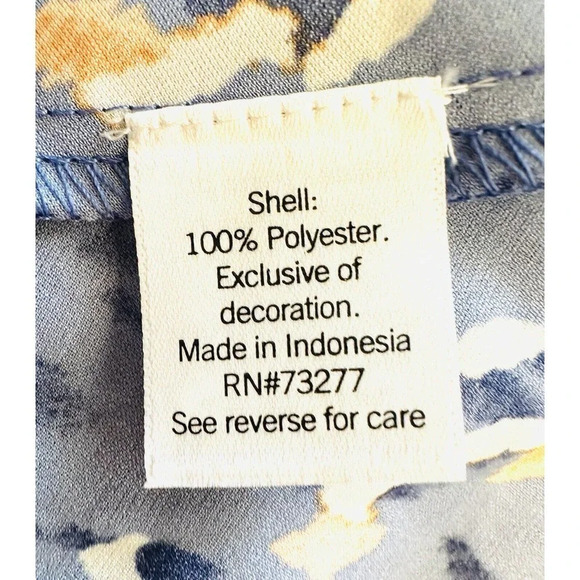 Shell:
100% Polyester.
Exclusive of
decoration.
Made in Indonesia
RN#73277
See reverse for care